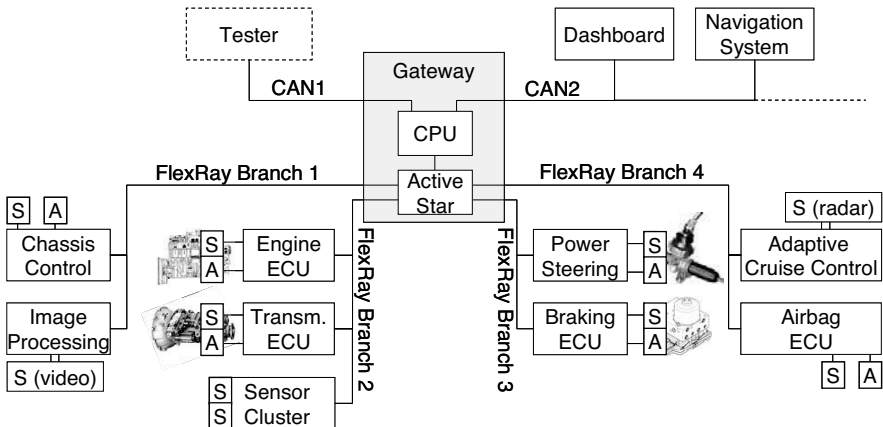 Tester
Dashboard
Navigation
System
Gateway
CAN1
CAN2
CPU
FlexRay Branch 1
FlexRay Branch 4
Active
Star
S
A
S (radar)
Chassis
Control
S
A
Engine
ECU
FlexRay Branch 2
FlexRay Branch 3
Power
Steering
S
A
Adaptive
Cruise Control
Image
Processing
S
A
Transm.
ECU
Braking
ECU
S
A
Airbag
ECU
S (video)
S
S
Sensor
Cluster
S
A